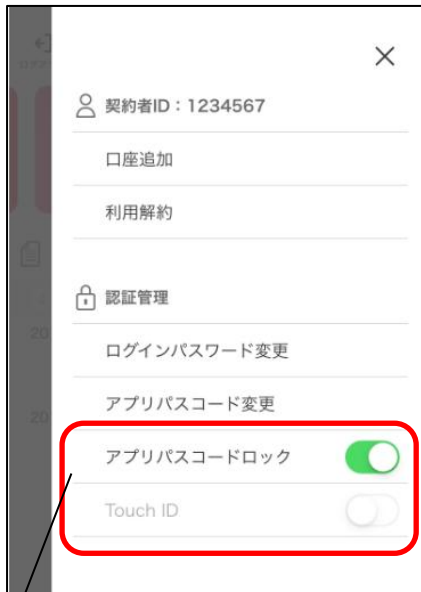 契約者ID：1234567
口座追加
利用解約
認証管理
ログインパスワード変更
アプリパスコード変更
アプリパスコードロック
Touch ID